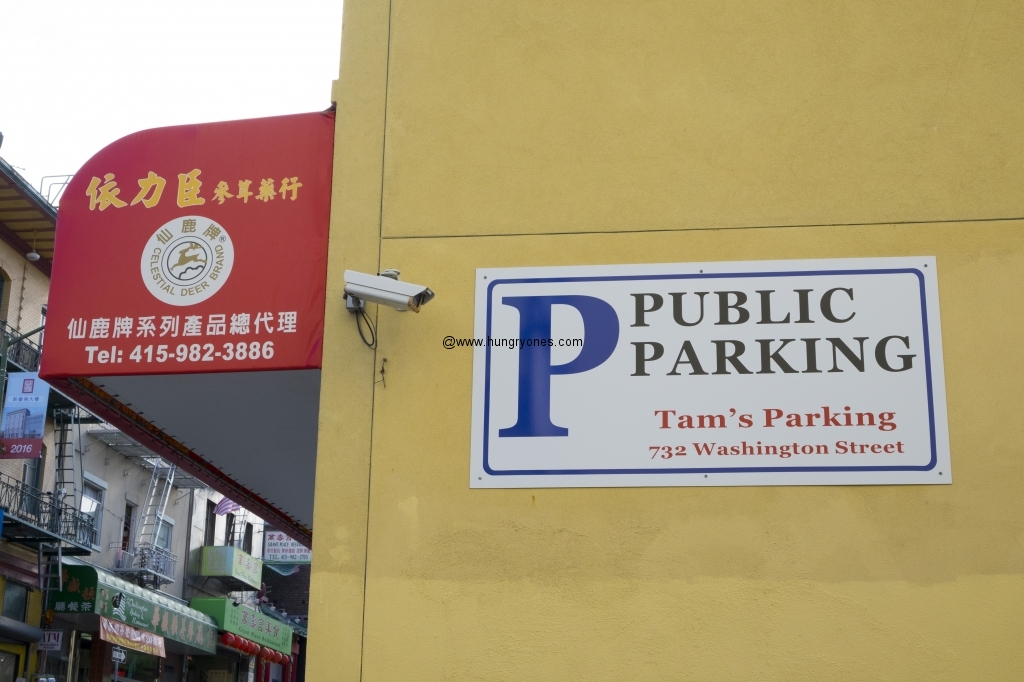 依力臣參茸藥行
仙鹿牌®
CELESTIAL DEER BRAND
仙鹿牌系列產品總代理
Tel: 415-982-3886
@www.hungryones.com
P
PUBLIC
PARKING
Tam's Parking
732 Washington Street
2016